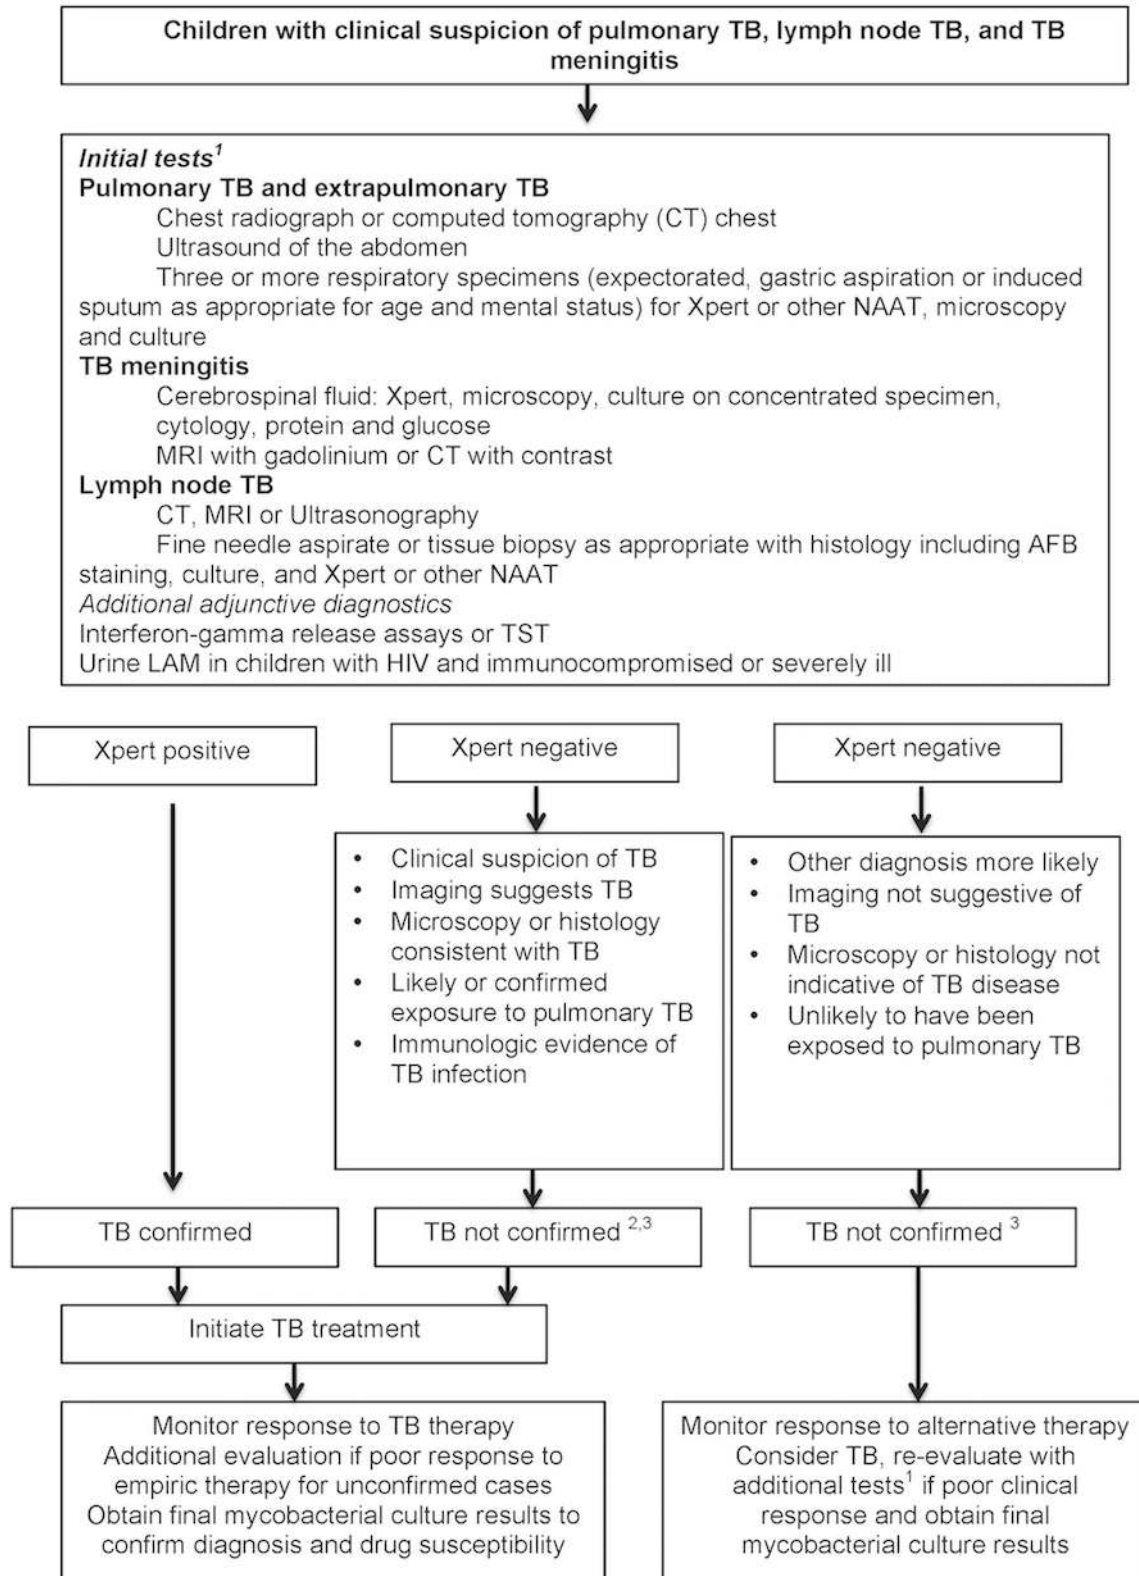 Children with clinical suspicion of pulmonary TB, lymph node TB, and TB
meningitis
Initial tests1
Pulmonary TB and extrapulmonary TB
Chest radiograph or computed tomography (CT) chest
Ultrasound of the abdomen
Three or more respiratory specimens (expectorated, gastric aspiration or induced
sputum as appropriate for age and mental status) for Xpert or other NAAT, microscopy
and culture
TB meningitis
Cerebrospinal fluid: Xpert, microscopy, culture on concentrated specimen,
cytology, protein and glucose
MRI with gadolinium or CT with contrast
Lymph node TB
CT, MRI or Ultrasonography
Fine needle aspirate or tissue biopsy as appropriate with histology including AFB
staining, culture, and Xpert or other NAAT
Additional adjunctive diagnostics
Interferon-gamma release assays or TST
Urine LAM in children with HIV and immunocompromised or severely ill
Xpert positive
Xpert negative
Xpert negative
• Clinical suspicion of TB
• Imaging suggests TB
• Microscopy or histology
consistent with TB
• Likely or confirmed
exposure to pulmonary TB
• Immunologic evidence of
TB infection
• Other diagnosis more likely
• Imaging not suggestive of
TB
• Microscopy or histology not
indicative of TB disease
• Unlikely to have been
exposed to pulmonary TB
TB confirmed
TB not confirmed 2,3
TB not confirmed 3
Initiate TB treatment
Monitor response to TB therapy
Additional evaluation if poor response to
empiric therapy for unconfirmed cases
Obtain final mycobacterial culture results to
confirm diagnosis and drug susceptibility
Monitor response to alternative therapy
Consider TB, re-evaluate with
additional tests1 if poor clinical
response and obtain final
mycobacterial culture results